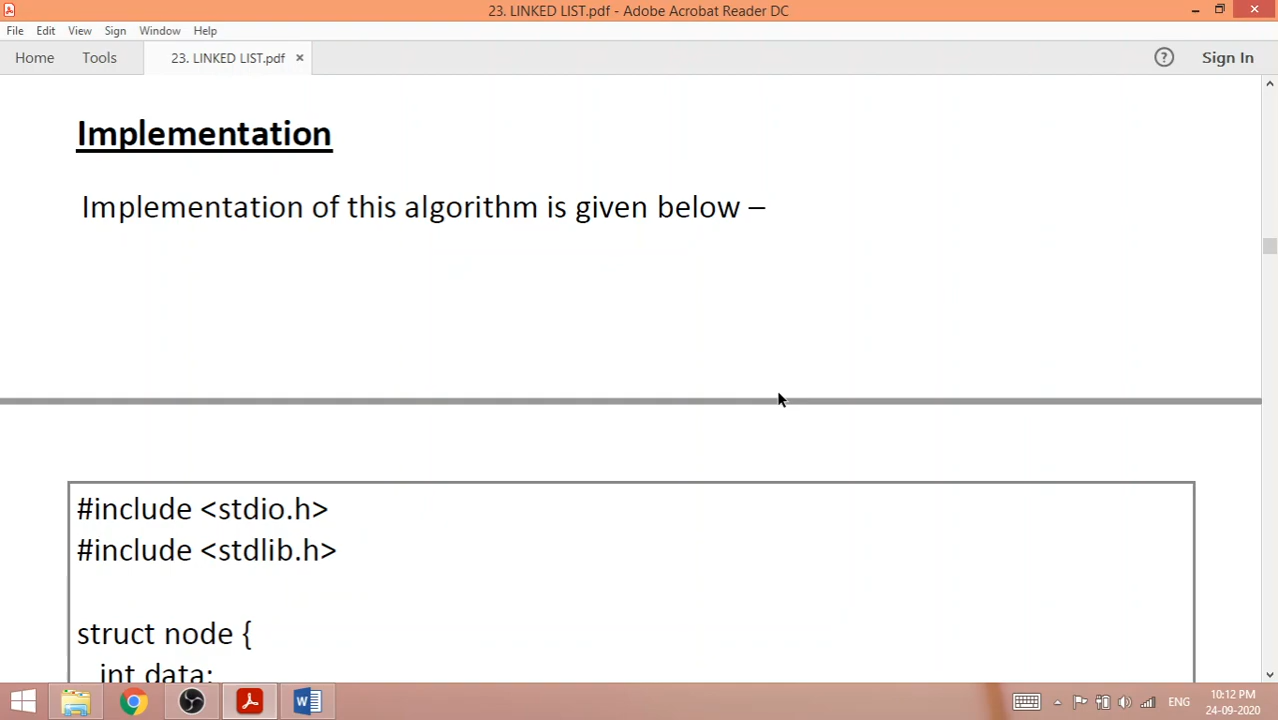 23. LINKED LIST.pdf - Adobe Acrobat Reader DC
File Edit View Sign Window Help
Home Tools 23. LINKED LIST.pdf × ? Sign In
Implementation
Implementation of this algorithm is given below –
#include <stdio.h>
#include <stdlib.h>
struct node {
int data;
ENG
10:12 PM
24-09-2020